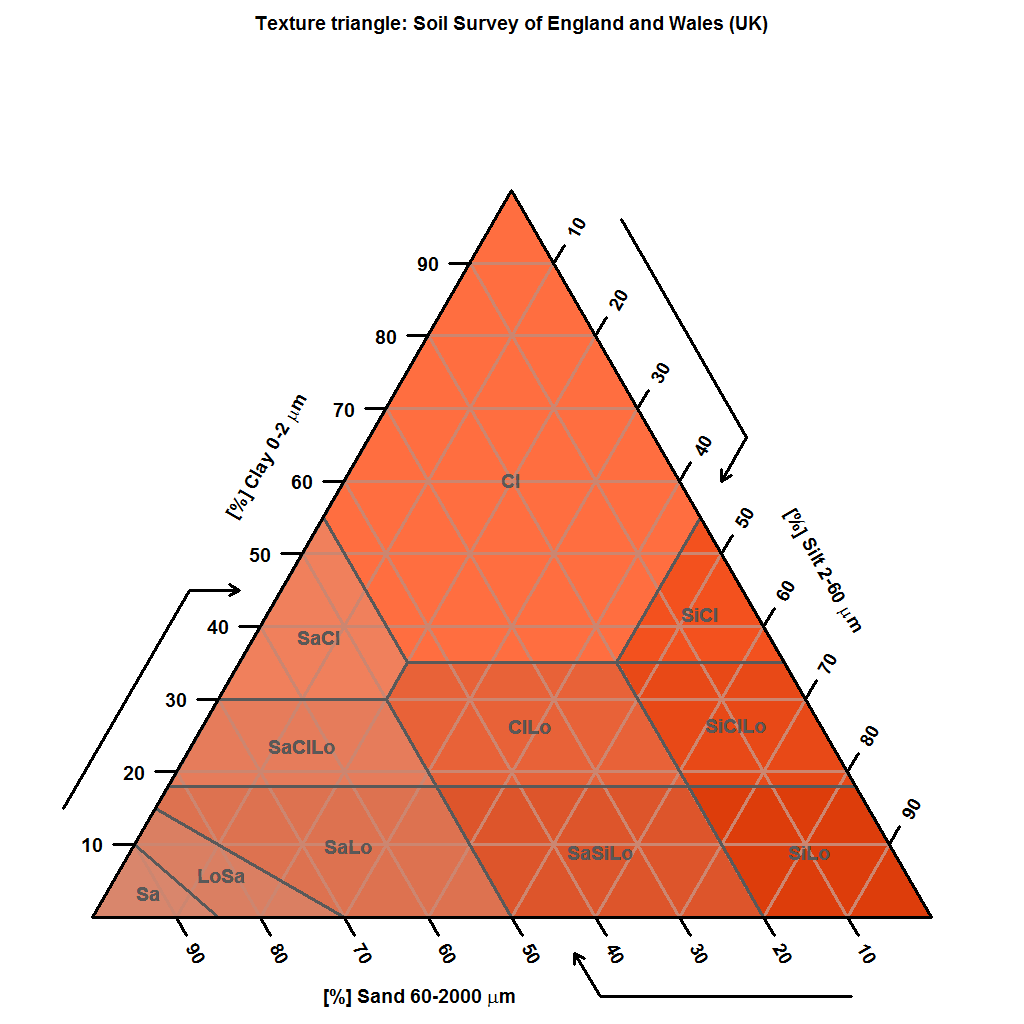 Texture triangle: Soil Survey of England and Wales (UK)
10
90
20
80
30
70
[%] Clay 0-2 μm
40
60
Cl
50
[%] Silt 2-60 μm
50
60
SiCl
40
SaCl
70
30
ClLo
SiClLo
80
SaClLo
20
90
10
SaLo
SaSiLo
SiLo
LoSa
Sa
90
80
70
60
50
40
30
20
10
[%] Sand 60-2000 μm